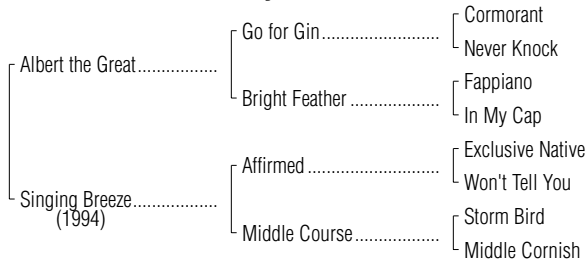 Cormorant
Go for Gin
Never Knock
Albert the Great
Fappiano
Bright Feather
In My Cap
Exclusive Native
Affirmed
Won't Tell You
Singing Breeze
(1994)
Storm Bird
Middle Course
Middle Cornish